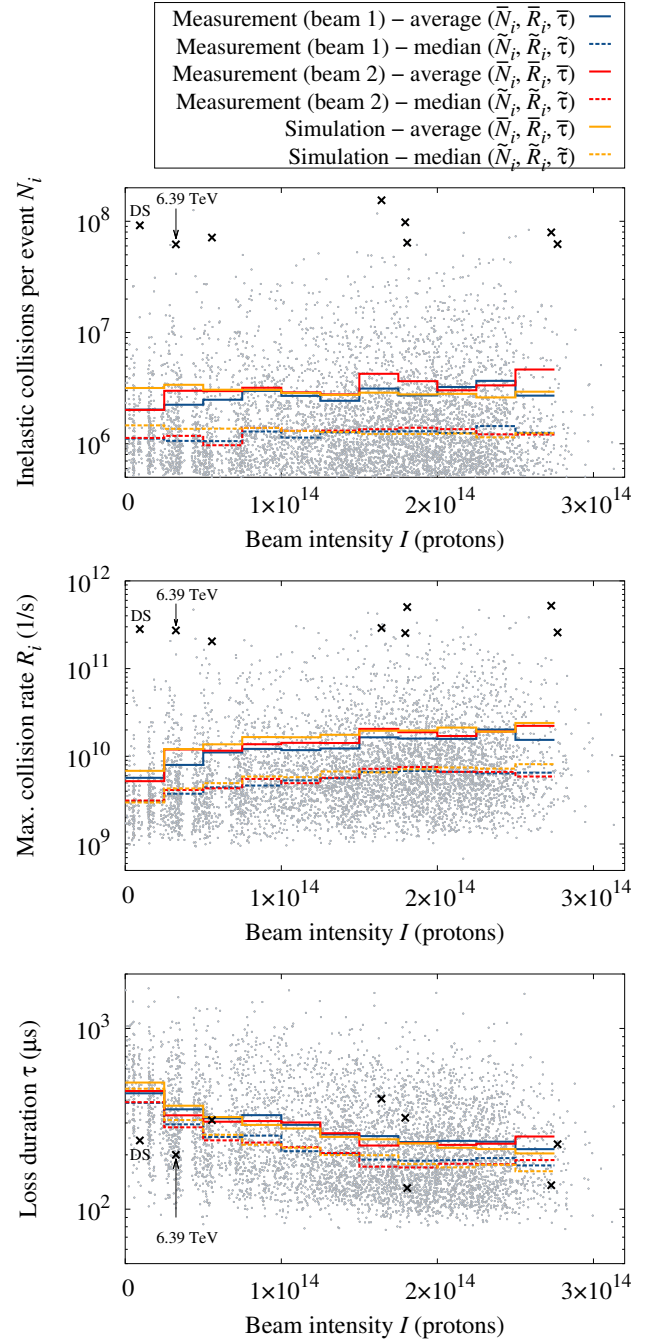 Measurement (beam 1) – average (N̄ᵢ, R̄ᵢ, τ̄)
Measurement (beam 1) – median (Ñᵢ, R̃ᵢ, τ̃)
Measurement (beam 2) – average (N̄ᵢ, R̄ᵢ, τ̄)
Measurement (beam 2) – median (Ñᵢ, R̃ᵢ, τ̃)
Simulation – average (N̄ᵢ, R̄ᵢ, τ̄)
Simulation – median (Ñᵢ, R̃ᵢ, τ̃)
Inelastic collisions per event Nᵢ
10⁸
10⁷
10⁶
DS
6.39 TeV
0 1×10¹⁴ 2×10¹⁴ 3×10¹⁴
Beam intensity I (protons)
Max. collision rate Rᵢ (1/s)
10¹²
10¹¹
10¹⁰
10⁹
DS
6.39 TeV
0 1×10¹⁴ 2×10¹⁴ 3×10¹⁴
Beam intensity I (protons)
Loss duration τ (μs)
10³
10²
DS
6.39 TeV
0 1×10¹⁴ 2×10¹⁴ 3×10¹⁴
Beam intensity I (protons)